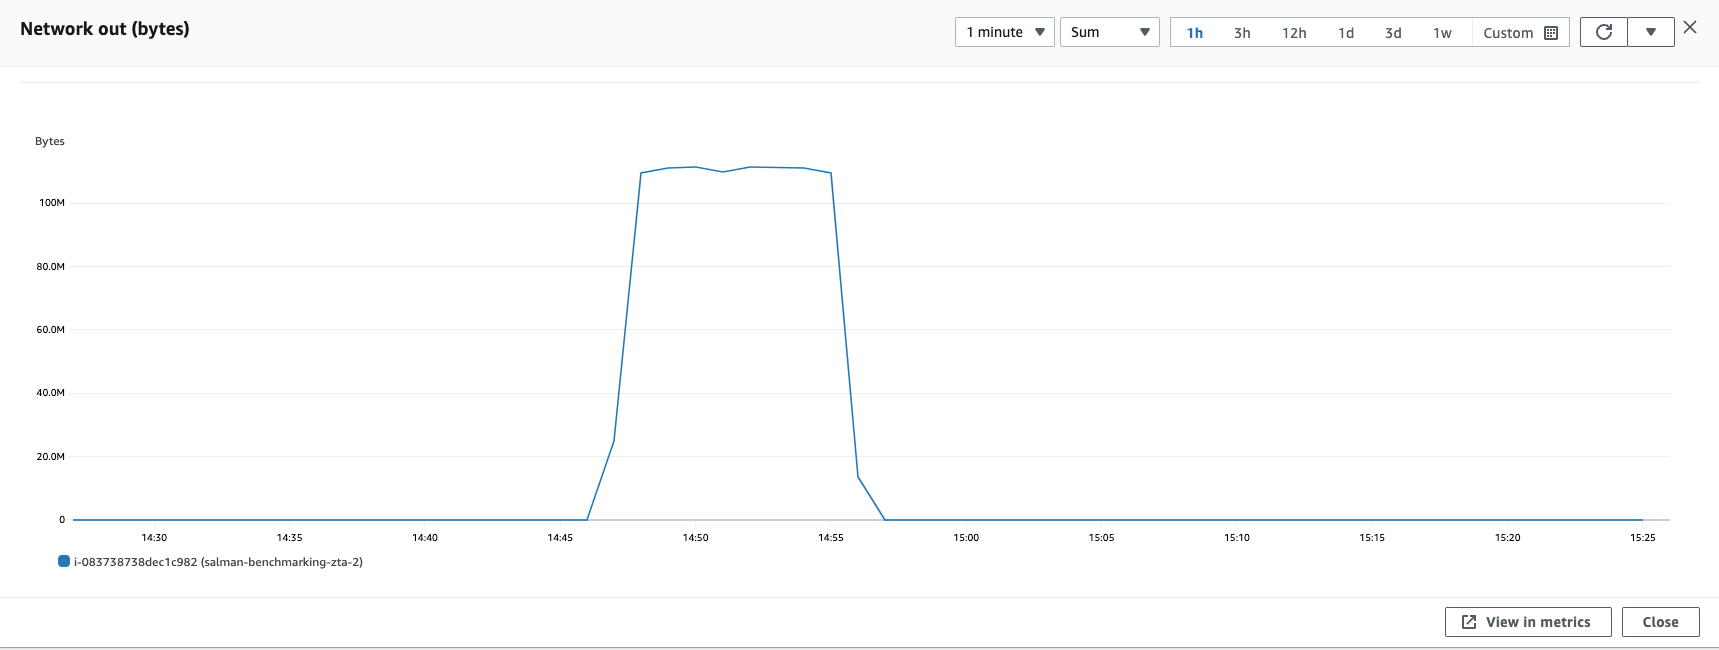 Network out (bytes)
1 minute Sum 1h 3h 12h 1d 3d 1w Custom
Bytes
100M
80.0M
60.0M
40.0M
20.0M
0
14:30 14:35 14:40 14:45 14:50 14:55 15:00 15:05 15:10 15:15 15:20 15:25
i-083738738dec1c982 (salman-benchmarking-zta-2)
View in metrics Close